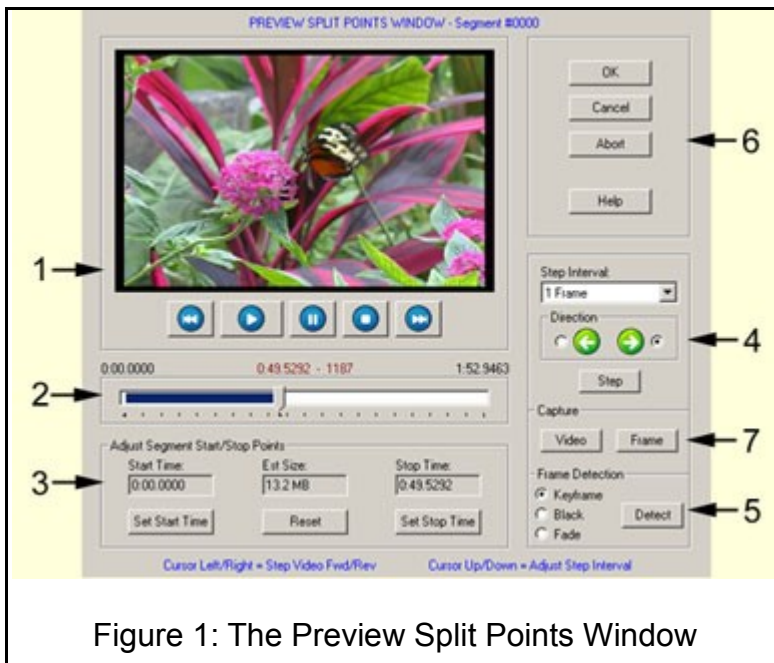 PREVIEW SPLIT POINTS WINDOW - Segment #0000
OK
Cancel
Abort
6
Help
1
Step Interval:
1 Frame
Direction
4
Step
0:00.0000 0:49.5292 - 1187 1:52.9463
2
Capture
Video Frame
7
Adjust Segment Start/Stop Points
Start Time: Est Size: Stop Time:
3
0:00.0000 13.2 MB 0:49.5292
Set Start Time Reset Set Stop Time
Frame Detection
Keyframe
Black
Fade
Detect
5
Cursor Left/Right = Step Video Fwd/Rev Cursor Up/Down = Adjust Step Interval
Figure 1: The Preview Split Points Window